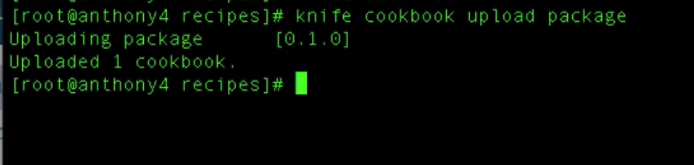 [root@anthony4 recipes]# knife cookbook upload package
Uploading package [0.1.0]
Uploaded 1 cookbook.
[root@anthony4 recipes]#